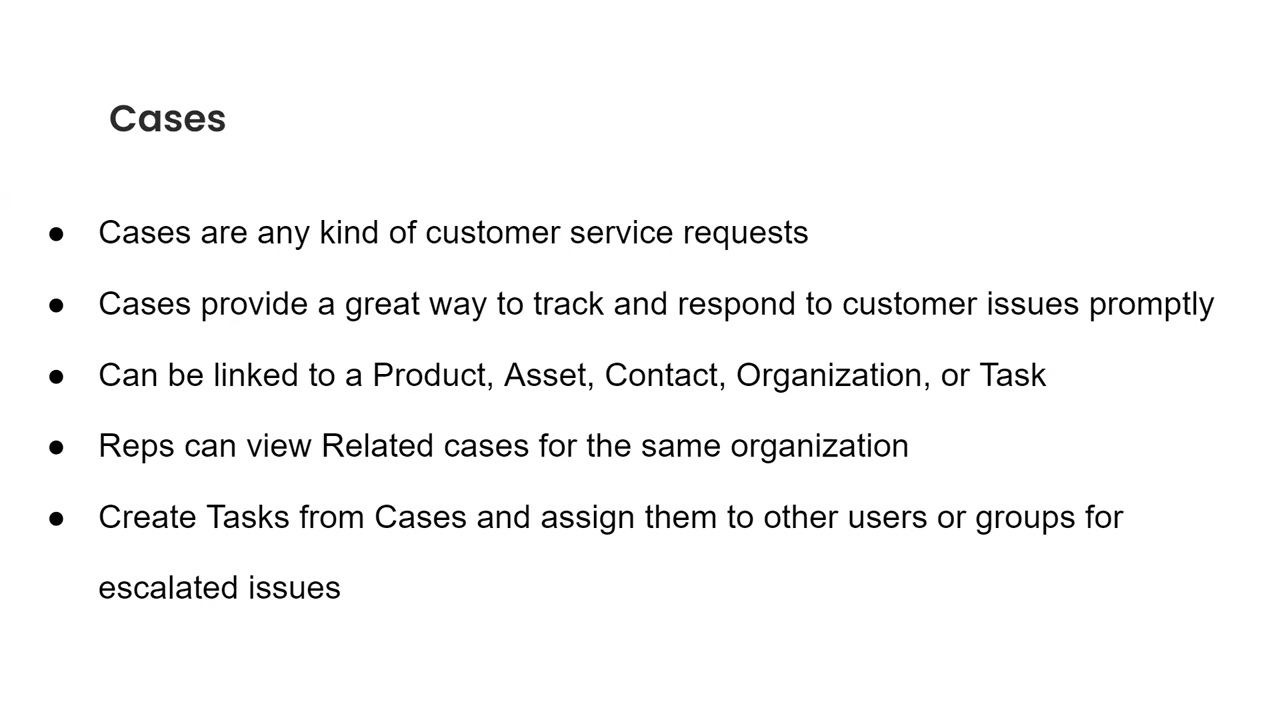 Cases
● Cases are any kind of customer service requests
● Cases provide a great way to track and respond to customer issues promptly
● Can be linked to a Product, Asset, Contact, Organization, or Task
● Reps can view Related cases for the same organization
● Create Tasks from Cases and assign them to other users or groups for
escalated issues